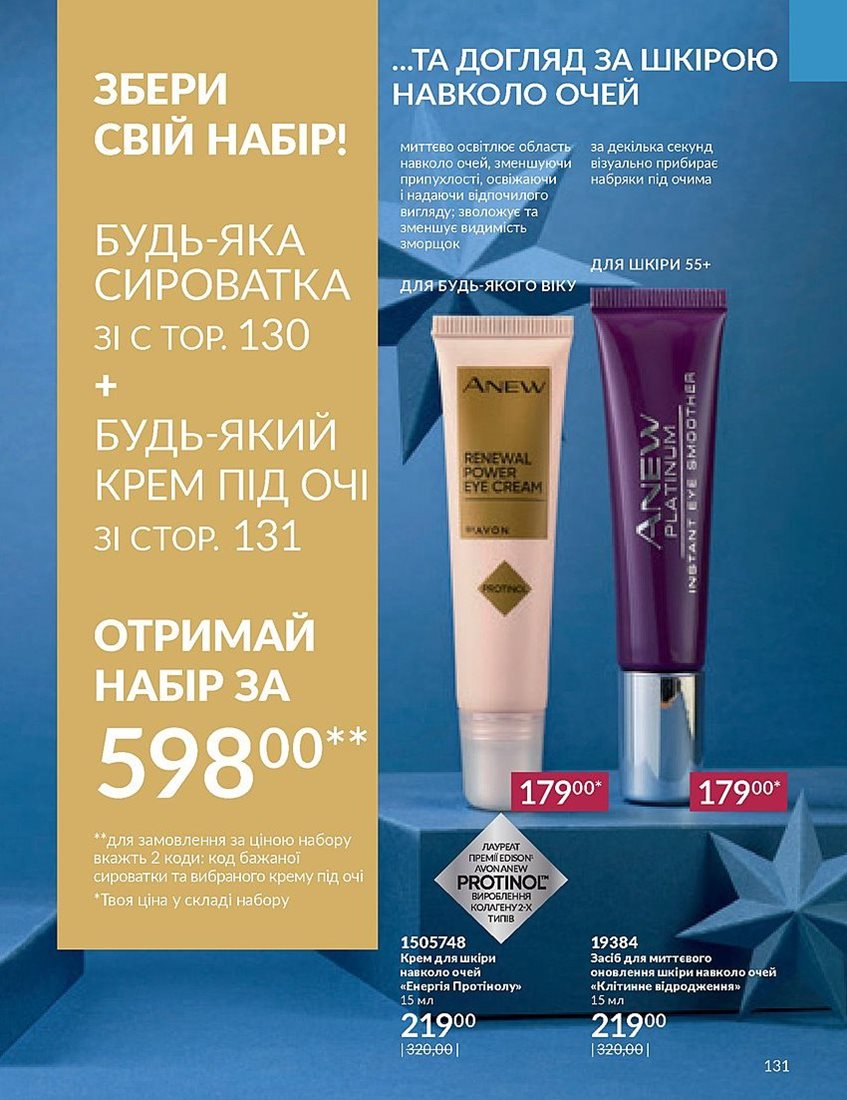 ЗБЕРИ
СВІЙ НАБІР!
БУДЬ-ЯКА
СИРОВАТКА
ЗІ С ТОР. 130
+
БУДЬ-ЯКИЙ
КРЕМ ПІД ОЧІ
ЗІ СТОР. 131
ОТРИМАЙ
НАБІР ЗА
598⁰⁰**
**для замовлення за ціною набору
вкажть 2 коди: код бажаної
сироватки та вибраного крему під очі
*Твоя ціна у складі набору
...ТА ДОГЛЯД ЗА ШКІРОЮ
НАВКОЛО ОЧЕЙ
миттєво освітлює область
навколо очей, зменшуючи
припухлості, освіжаючи
і надаючи відпочилого
вигляду; зволожує та
зменшує видимість
зморщок
ДЛЯ БУДЬ-ЯКОГО ВІКУ
за декілька секунд
візуально прибирає
набряки під очима
ДЛЯ ШКІРИ 55+
ANEW
RENEWAL
POWER
EYE CREAM
BY AVON
PROTINOL
ANEW
PLATINUM
INSTANT EYE SMOOTHER
179⁰⁰*
179⁰⁰*
ЛАУРЕАТ
ПРЕМІЇ EDISON:
AVON ANEW
PROTINOL™
ВИРОБЛЕННЯ
КОЛАГЕНУ 2-Х
ТИПІВ
1505748
Крем для шкіри
навколо очей
«Енергія Протінолу»
15 мл
219⁰⁰
|320,00|
19384
Засіб для миттєвого
оновлення шкіри навколо очей
«Клітинне відродження»
15 мл
219⁰⁰
|320,00|
131